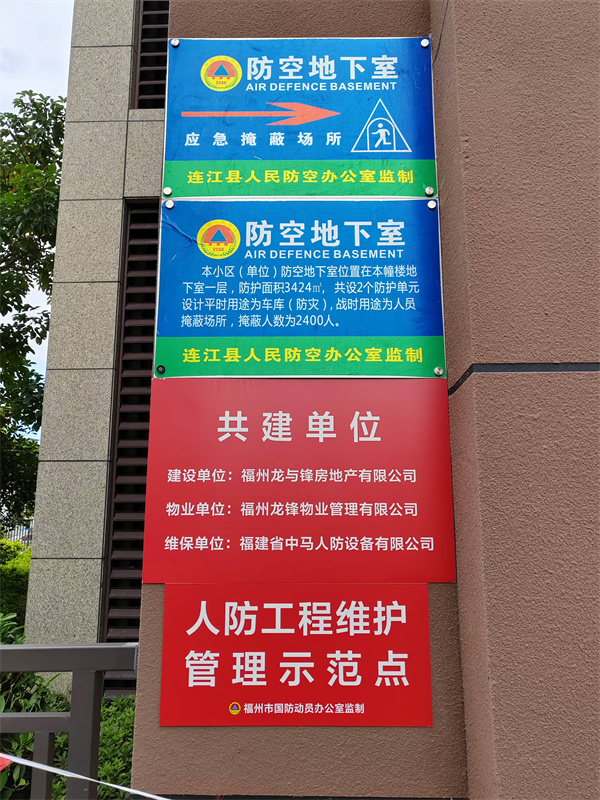 防空地下室
AIR DEFENCE BASEMENT
应急掩蔽场所
连江县人民防空办公室监制
防空地下室
AIR DEFENCE BASEMENT
本小区（单位）防空地下室位置在本幢楼地
下室一层，防护面积3424㎡，共设2个防护单元
设计平时用途为车库（防灾），战时用途为人员
掩蔽场所，掩蔽人数为2400人。
连江县人民防空办公室监制
共建单位
建设单位：福州龙与锋房地产有限公司
物业单位：福州龙锋物业管理有限公司
维保单位：福建省中马人防设备有限公司
人防工程维护
管理示范点
福州市国防动员办公室监制